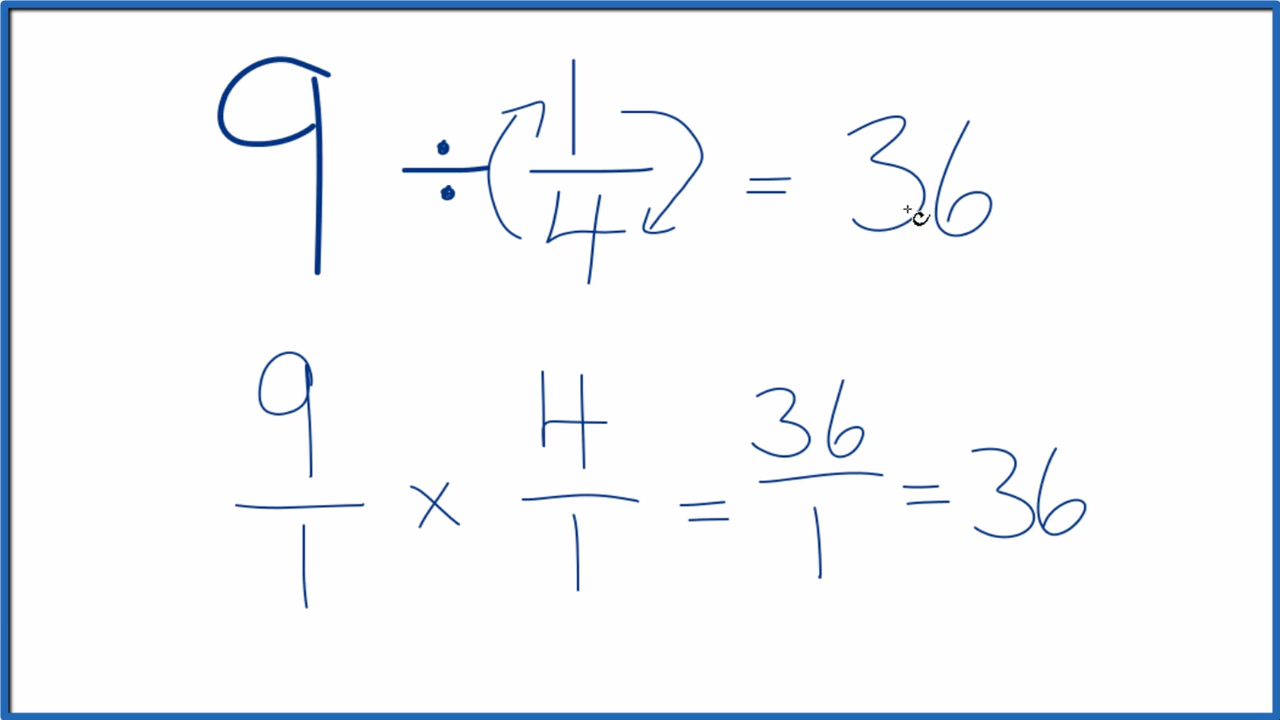 9 ÷ 1/4 = 36
9/1 × 4/1 = 36/1 = 36